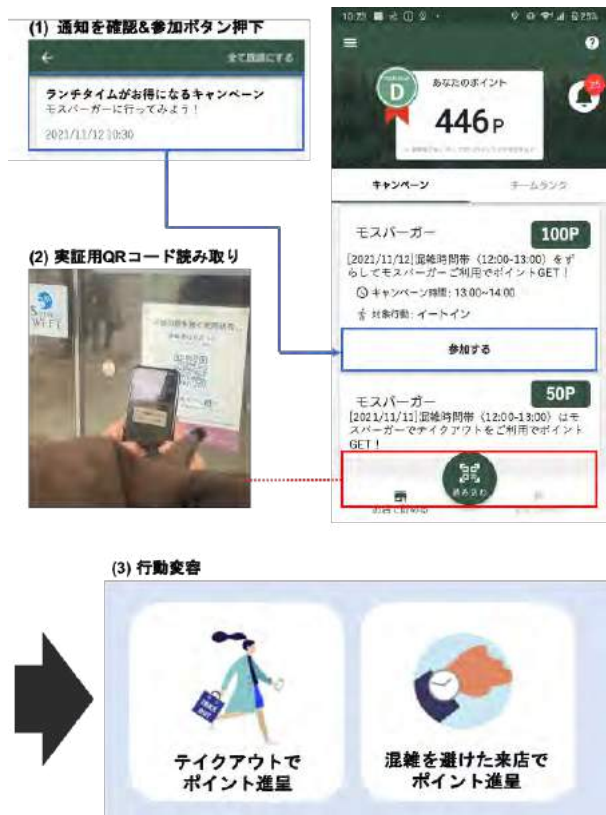 (1) 通知を確認&参加ボタン押下
全て既読にする
ランチタイムがお得になるキャンペーン
モスバーガーに行ってみよう！
2021/11/12 10:30
(2) 実証用QRコード読み取り
10:23
25%
あなたのポイント
D
446P
25
キャンペーン
チームランク
モスバーガー
100P
[2021/11/12]混雑時間帯（12:00-13:00）をず
らしてモスバーガーご利用でポイントGET！
キャンペーン時間: 13:00~14:00
対象行動: イートイン
参加する
モスバーガー
50P
[2021/11/11]混雑時間帯（12:00-13:00）はモ
スバーガーでテイクアウトをご利用でポイント
GET！
読み込む
(3) 行動変容
TAKE
OUT
テイクアウトで
ポイント進呈
混雑を避けた来店で
ポイント進呈